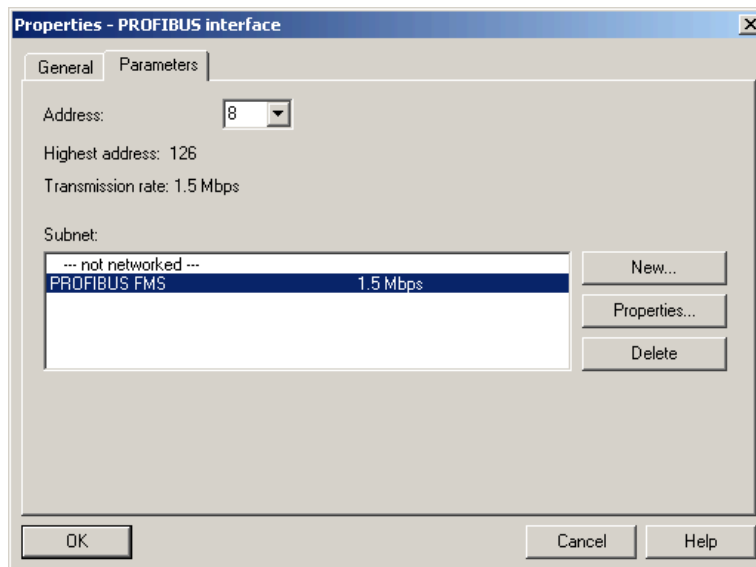 Properties - PROFIBUS interface
General Parameters
Address: 8
Highest address: 126
Transmission rate: 1.5 Mbps
Subnet:
--- not networked ---
PROFIBUS FMS 1.5 Mbps
New...
Properties...
Delete
OK Cancel Help